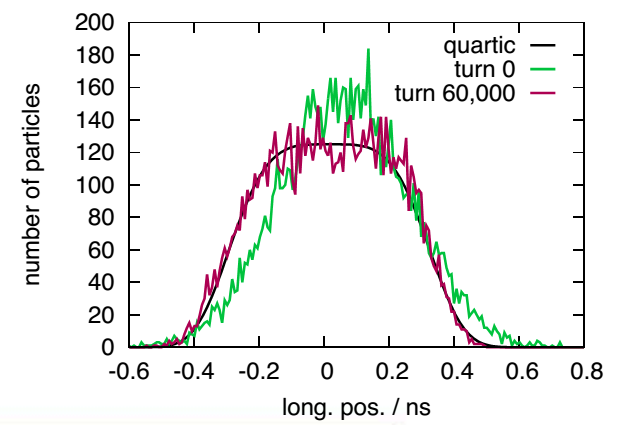 200
180
160
140
120
100
80
60
40
20
0
number of particles
quartic
turn 0
turn 60,000
-0.6 -0.4 -0.2 0 0.2 0.4 0.6 0.8
long. pos. / ns